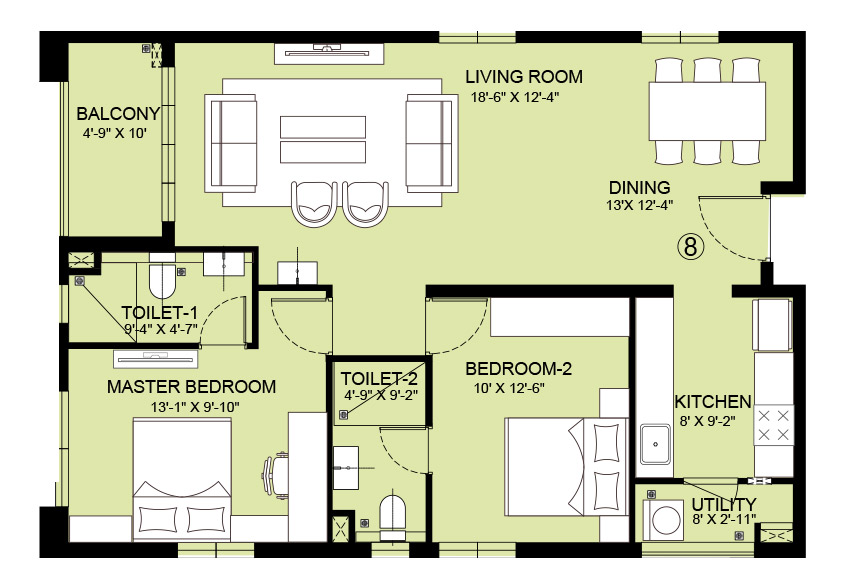 LIVING ROOM
18'-6" X 12'-4"
BALCONY
4'-9" X 10'
DINING
13'X 12'-4"
8
TOILET-1
9'-4" X 4'-7"
MASTER BEDROOM
13'-1" X 9'-10"
TOILET-2
4'-9" X 9'-2"
BEDROOM-2
10' X 12'-6"
KITCHEN
8' X 9'-2"
UTILITY
8' X 2'-11"